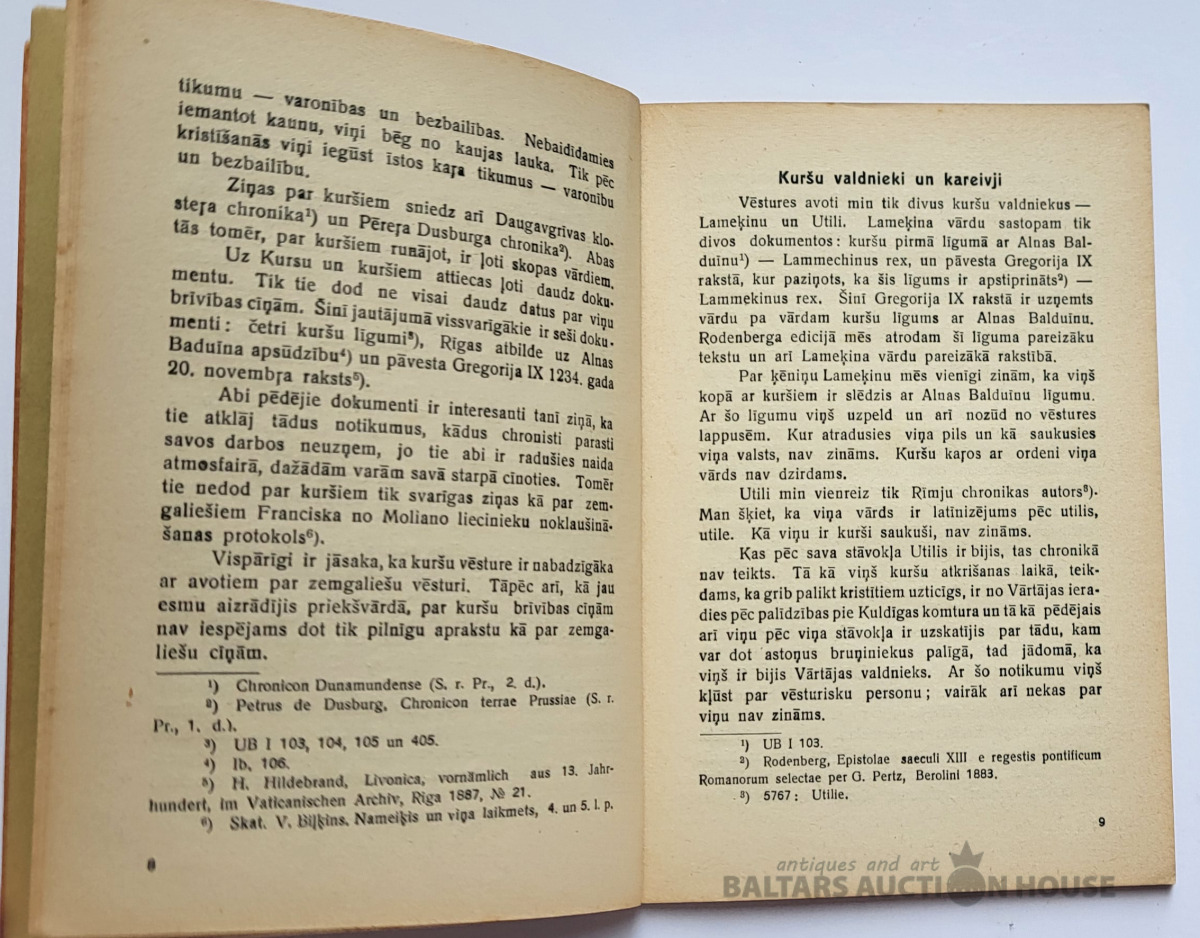 tikumu — varonības un bezbailības. Nebaidīdamies
iemantot kaunu, viņi bēg no kaujas lauka. Tik pēc
kristīšanās viņi iegūst īstos kaŗa tikumus — varonību
un bezbailību.
Ziņas par kuršiem sniedz arī Daugavgrīvas klo-
steŗa chronika¹) un Pēreŗa Dusburga chronika²). Abas
tās tomēr, par kuršiem runājot, ir ļoti skopas vārdiem.
Uz Kursu un kuršiem attiecas ļoti daudz doku-
mentu. Tik tie dod ne visai daudz datus par viņu
brīvības cīņām. Šinī jautājumā vissvarīgākie ir seši doku-
menti: četri kuršu līgumi³), Rīgas atbilde uz Alnas
Baduīna apsūdzību⁴) un pāvesta Gregorija IX 1234. gada
20. novembŗa raksts⁵).
Abi pēdējie dokumenti ir interesanti tanī ziņā, ka
tie atklāj tādus notikumus, kādus chronisti parasti
savos darbos neuzņem, jo tie abi ir radušies naida
atmosfairā, dažādām varām savā starpā cīnoties. Tomēr
tie nedod par kuršiem tik svarīgas ziņas kā par zem-
galiešiem Franciska no Moliano liecinieku noklaušinā-
šanas protokols⁶).
Vispārīgi ir jāsaka, ka kuršu vēsture ir nabadzīgāka
ar avotiem par zemgaliešu vēsturi. Tāpēc arī, kā jau
esmu aizrādījis priekšvārdā, par kuršu brīvības cīņām
nav iespējams dot tik pilnīgu aprakstu kā par zemga-
liešu cīņām.
¹) Chronicon Dunamundense (S. r. Pr., 2. d.).
²) Petrus de Dusburg, Chronicon terrae Prussiae (S. r.
Pr., 1. d.).
³) UB I 103, 104, 105 un 405.
⁴) Ib. 106.
⁵) H. Hildebrand, Livonica, vornämlich aus 13. Jahr-
hundert, im Vaticanischen Archiv, Riga 1887, № 21.
⁶) Skat. V. Biļķins. Nameiķis un viņa laikmets, 4. un 5. l. p.
8
Kuršu valdnieki un kareivji
Vēstures avoti min tik divus kuršu valdniekus —
Lameķinu un Utili. Lameķina vārdu sastopam tik
divos dokumentos: kuršu pirmā līgumā ar Alnas Bal-
duīnu¹) — Lammechinus rex, un pāvesta Gregorija IX
rakstā, kur paziņots, ka šis līgums ir apstiprināts²) —
Lammekinus rex. Šinī Gregorija IX rakstā ir uzņemts
vārdu pa vārdam kuršu līgums ar Alnas Balduīnu.
Rodenberga edicijā mēs atrodam šī līguma pareizāku
tekstu un arī Lameķina vārdu pareizākā rakstībā.
Par ķēniņu Lameķinu mēs vienīgi zinām, ka viņš
kopā ar kuršiem ir slēdzis ar Alnas Balduīnu līgumu.
Ar šo līgumu viņš uzpeld un arī nozūd no vēstures
lappusēm. Kur atradusies viņa pils un kā saukusies
viņa valsts, nav zināms. Kuršu kaŗos ar ordeni viņa
vārds nav dzirdams.
Utili min vienreiz tik Rīmju chronikas autors³).
Man šķiet, ka viņa vārds ir latīnizējums pēc utilis,
utile. Kā viņu ir kurši saukuši, nav zināms.
Kas pēc sava stāvokļa Utilis ir bijis, tas chronikā
nav teikts. Tā kā viņš kuršu atkrišanas laikā, teik-
dams, ka grib palikt kristītiem uzticīgs, ir no Vārtājas iera-
dies pēc palīdzības pie Kuldīgas komtura un tā kā pēdējais
arī viņu pēc viņa stāvokļa ir uzskatījis par tādu, kam
var dot astoņus bruņiniekus palīgā, tad jādomā, ka
viņš ir bijis Vārtājas valdnieks. Ar šo notikumu viņš
kļūst par vēsturisku personu; vairāk arī nekas par
viņu nav zināms.
¹) UB I 103.
²) Rodenberg, Epistolae saeculi XIII e regestis pontificum
Romanorum selectae per G. Pertz, Berolini 1883.
³) 5767: Utilie.
9
antiques and art
BALTARS AUCTION HOUSE